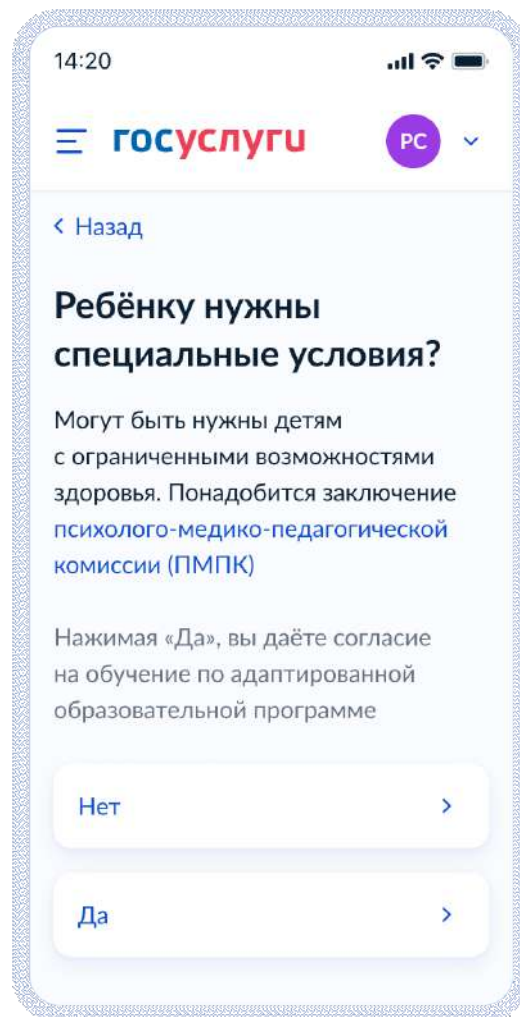 14:20
госуслуги
РС
Назад
Ребёнку нужны
специальные условия?
Могут быть нужны детям
с ограниченными возможностями
здоровья. Понадобится заключение
психолого-медико-педагогической
комиссии (ПМПК)
Нажимая «Да», вы даёте согласие
на обучение по адаптированной
образовательной программе
Нет
Да